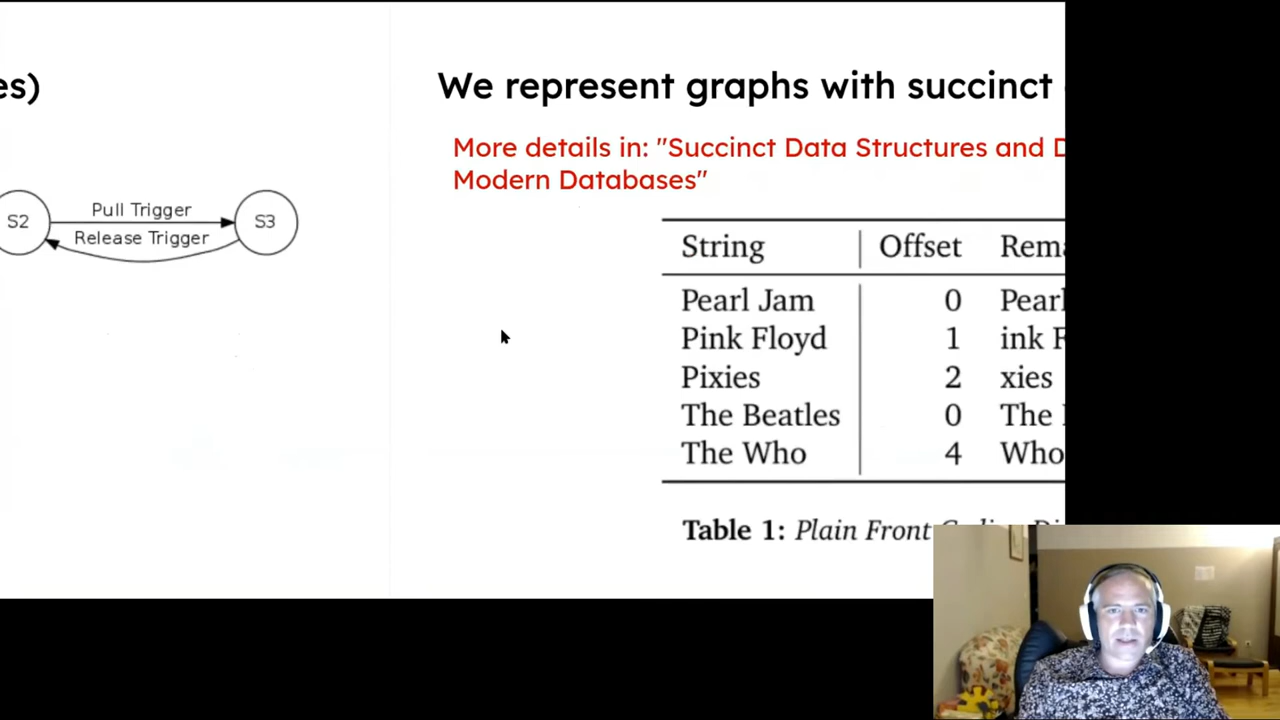 es)
S2
Pull Trigger
Release Trigger
S3
We represent graphs with succinct
More details in: "Succinct Data Structures and D
Modern Databases"
String Offset Rema
Pearl Jam 0 Pearl
Pink Floyd 1 ink F
Pixies 2 xies
The Beatles 0 The
The Who 4 Who
Table 1: Plain Front